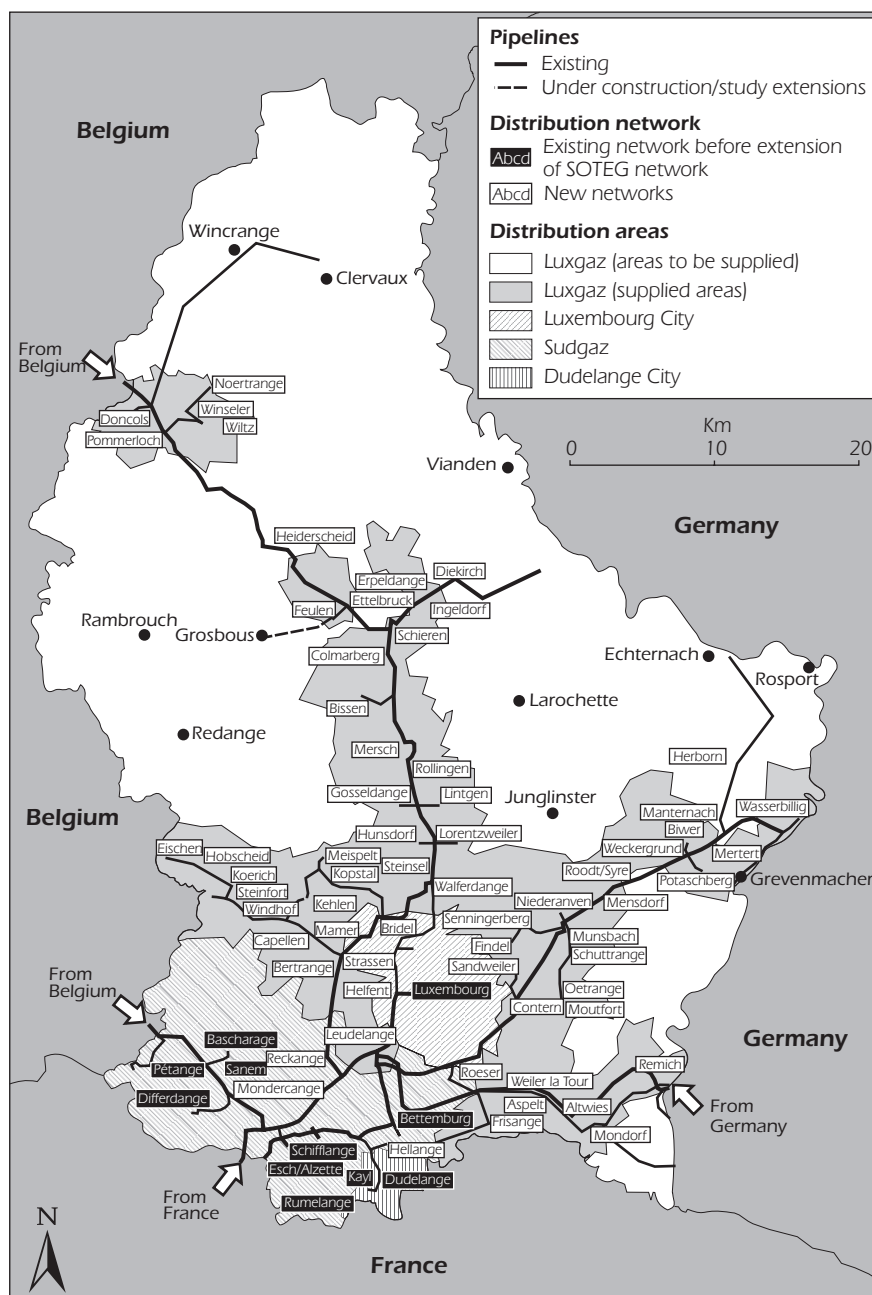 Pipelines
Existing
Under construction/study extensions
Distribution network
Abcd
Existing network before extension
of SOTEG network
Abcd
New networks
Distribution areas
Luxgaz (areas to be supplied)
Luxgaz (supplied areas)
Luxembourg City
Sudgaz
Dudelange City
Belgium
Wincrange
Clervaux
From
Belgium
Noertrange
Winseler
Doncols
Wiltz
Pommerloch
Km
0
10
20
Vianden
Germany
Heiderscheid
Diekirch
Erpeldange
Ettelbruck
Feulen
Ingeldorf
Rambrouch
Grosbous
Schieren
Colmarberg
Echternach
Rosport
Bissen
Larochette
Redange
Mersch
Herborn
Rollingen
Gosseldange
Lintgen
Junglinster
Belgium
Manternach
Wasserbillig
Hunsdorf
Lorentzweiler
Biwer
Eischen
Hobscheid
Meispelt
Steinsel
Weckergrund
Mertert
Koerich
Kopstal
Roodt/Syre
Steinfort
Walferdange
Potaschberg
Grevenmacher
Windhof
Kehlen
Niederanven
Mensdorf
Mamer
Bridel
Senningerberg
Capellen
Munsbach
Findel
Schuttrange
Bertrange
Strassen
Sandweiler
From
Belgium
Helfent
Luxembourg
Oetrange
Contern
Moutfort
Leudelange
Germany
Bascharage
Reckange
Remich
Pétange
Sanem
Roeser
Weiler la Tour
Mondercange
Differdange
Aspelt
Altwies
From
Germany
Bettemburg
Frisange
Mondorf
Schifflange
Hellange
Esch/Alzette
Kayl
Dudelange
From
France
Rumelange
N
France